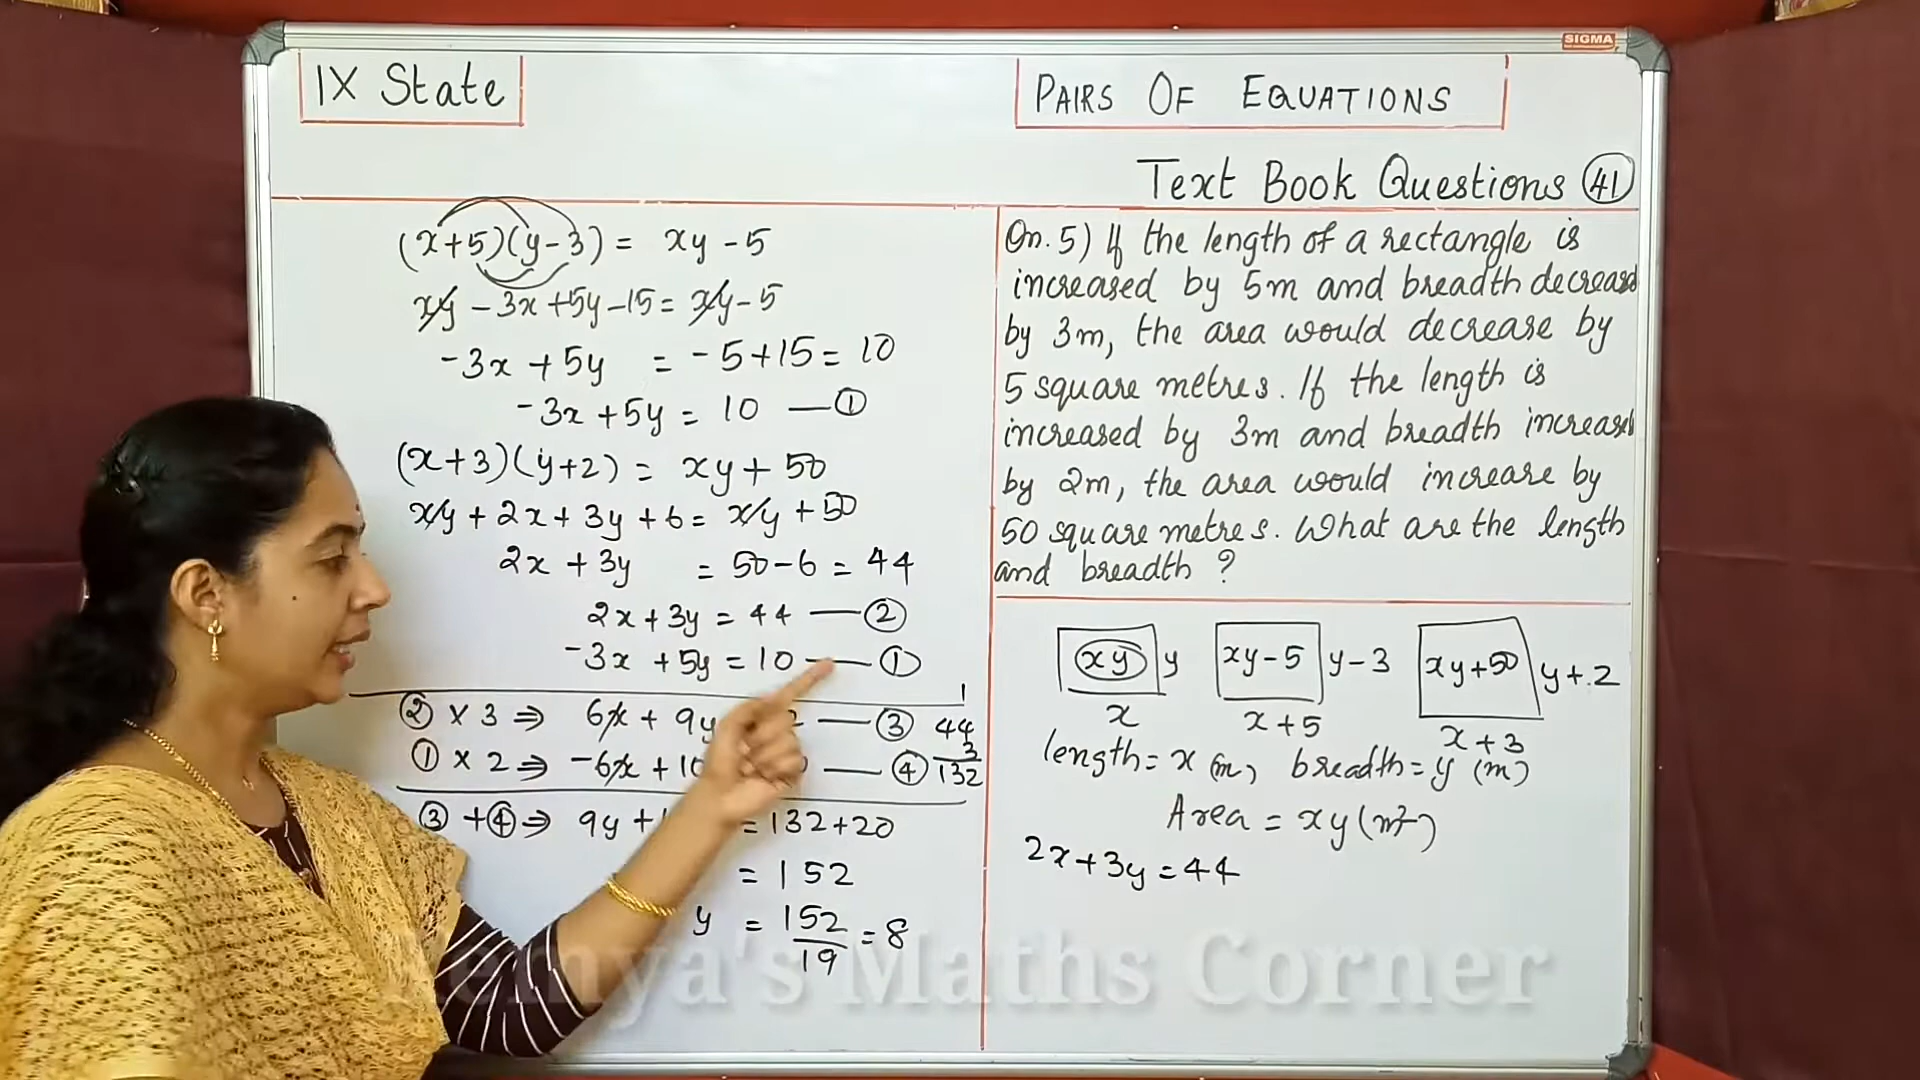 SIGMA
IX State
PAIRS OF EQUATIONS
Text Book Questions 41
(x+5)(y-3) = xy - 5
xy - 3x + 5y - 15 = xy - 5
-3x + 5y = -5 + 15 = 10
-3x + 5y = 10 — ①
(x+3)(y+2) = xy + 50
xy + 2x + 3y + 6 = xy + 50
2x + 3y = 50 - 6 = 44
2x + 3y = 44 — ②
-3x + 5y = 10 — ①
② × 3 ⇒ 6x + 9y — ③
① × 2 ⇒ -6x + 10 — ④
1
44
3
132
③ + ④ ⇒ 9y + = 132 + 20
= 152
y = 152/19 = 8
Qn. 5) If the length of a rectangle is
increased by 5m and breadth decreased
by 3m, the area would decrease by
5 square metres. If the length is
increased by 3m and breadth increased
by 2m, the area would increase by
50 square metres. What are the length
and breadth ?
xy y xy-5 y-3 xy+50 y+2
x x+5 x+3
length = x (m), breadth = y (m)
Area = xy (m²)
2x + 3y = 44
Remya's Maths Corner